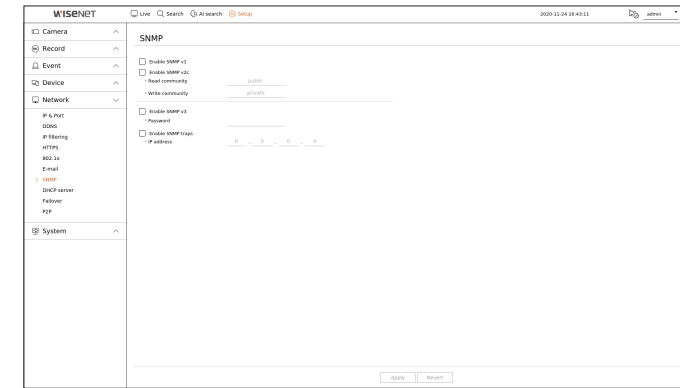 WISENET Live Search AI search Setup 2020-11-24 16:43:11 admin
Camera
Record
Event
Device
Network
IP & Port
DDNS
IP filtering
HTTPS
802.1x
E-mail
SNMP
DHCP server
Failover
P2P
System
SNMP
Enable SNMP v1
Enable SNMP v2c
• Read community public
• Write community private
Enable SNMP v3
• Password
Enable SNMP traps
• IP address 0 . 0 . 0 . 0
Apply Revert